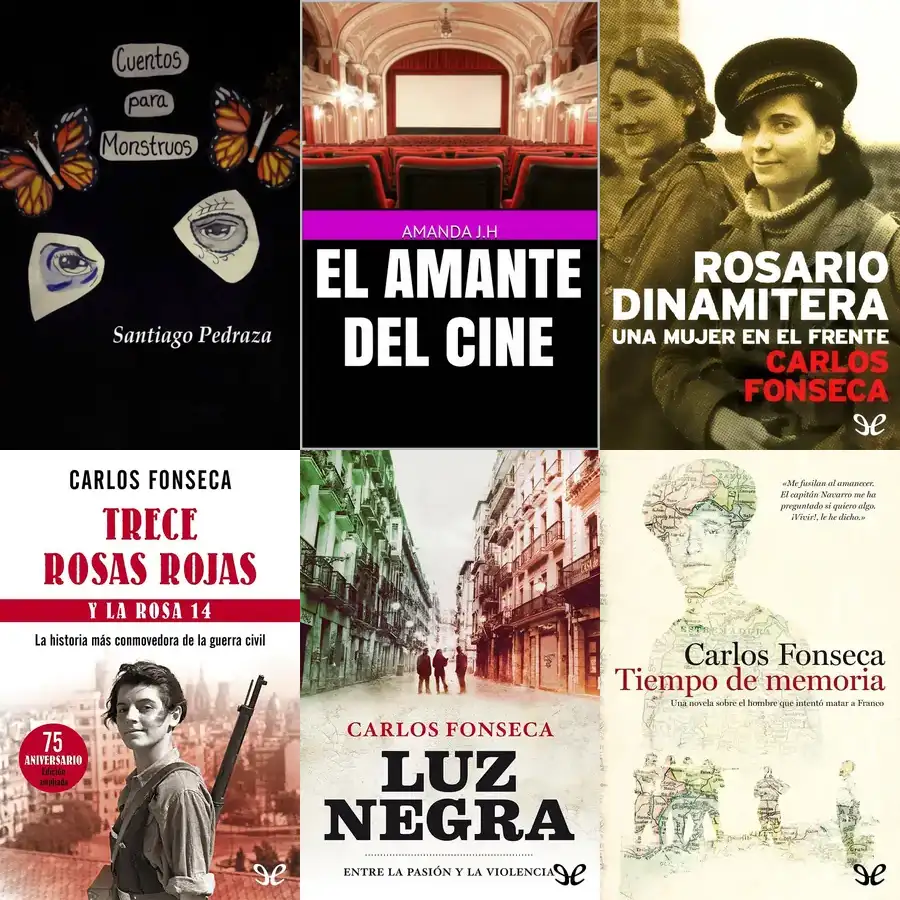 Cuentos
para
Monstruos
Santiago Pedraza
AMANDA J.H
EL AMANTE
DEL CINE
ROSARIO
DINAMITERA
UNA MUJER EN EL FRENTE
CARLOS
FONSECA
CARLOS FONSECA
TRECE
ROSAS ROJAS
Y LA ROSA 14
La historia más conmovedora de la guerra civil
75
ANIVERSARIO
Edición
ampliada
CARLOS FONSECA
LUZ
NEGRA
ENTRE LA PASIÓN Y LA VIOLENCIA
«Me fusilan al amanecer.
El capitán Navarro me ha
preguntado si quiero algo.
¡Vivir!, le he dicho.»
ESTREMADURA
Carlos Fonseca
Tiempo de memoria
Una novela sobre el hombre que intentó matar a Franco